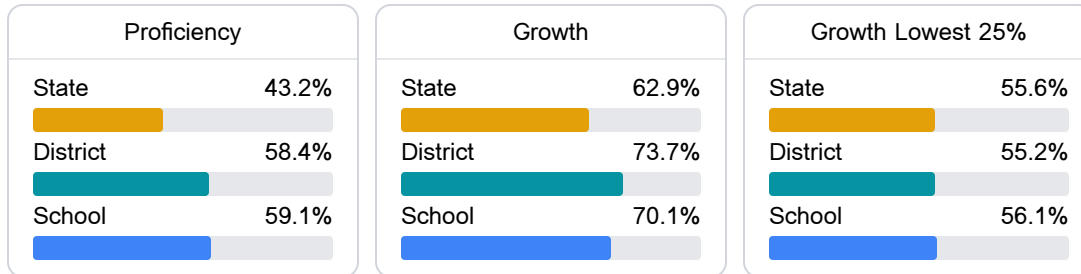 Proficiency
State 43.2%
District 58.4%
School 59.1%
Growth
State 62.9%
District 73.7%
School 70.1%
Growth Lowest 25%
State 55.6%
District 55.2%
School 56.1%